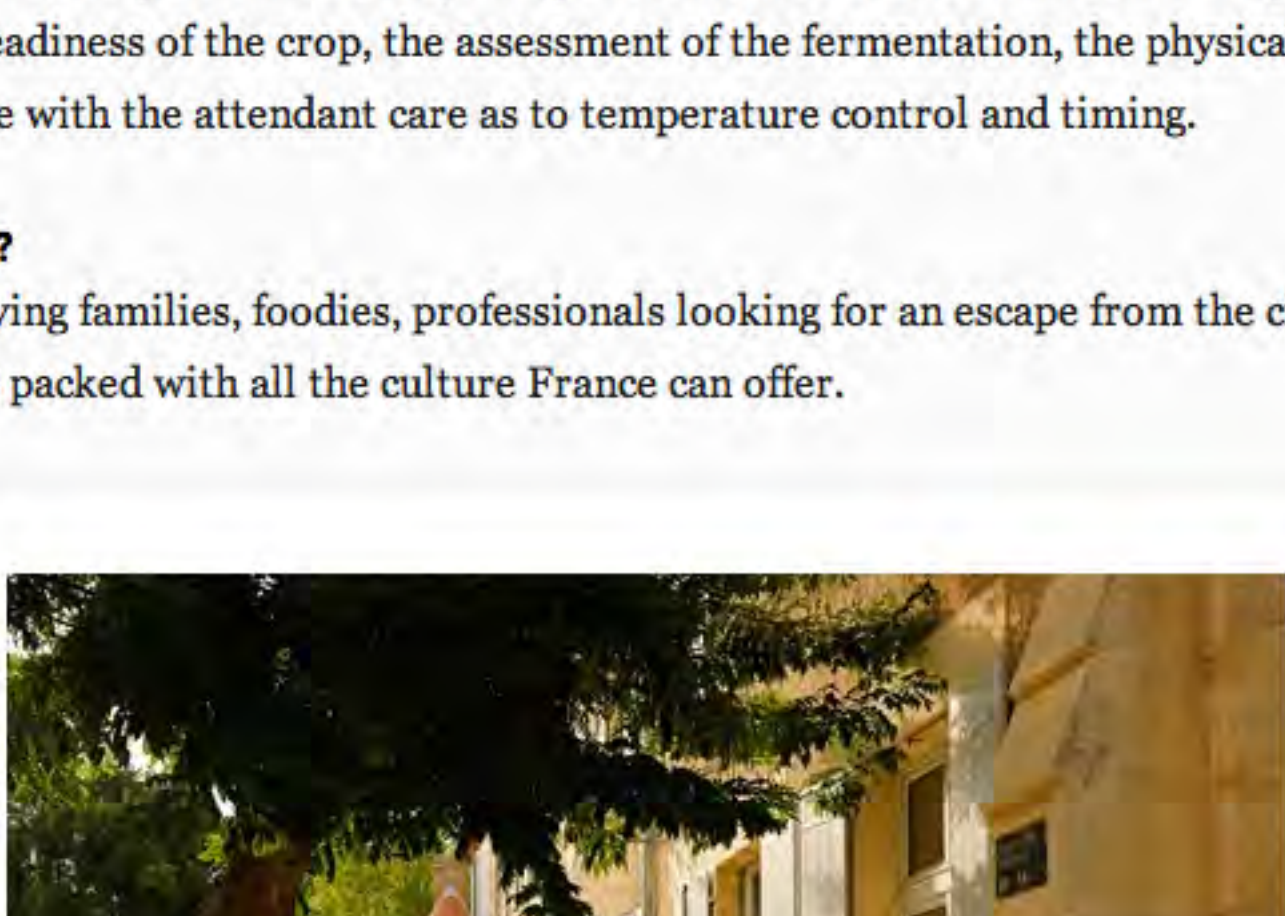 eadiness of the crop, the assessment of the fermentation, the physica
e with the attendant care as to temperature control and timing.
?
ying families, foodies, professionals looking for an escape from the c
packed with all the culture France can offer.